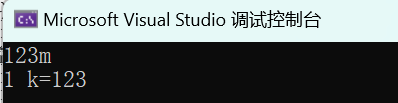 Microsoft Visual Studio 调试控制台
123m
1 k=123